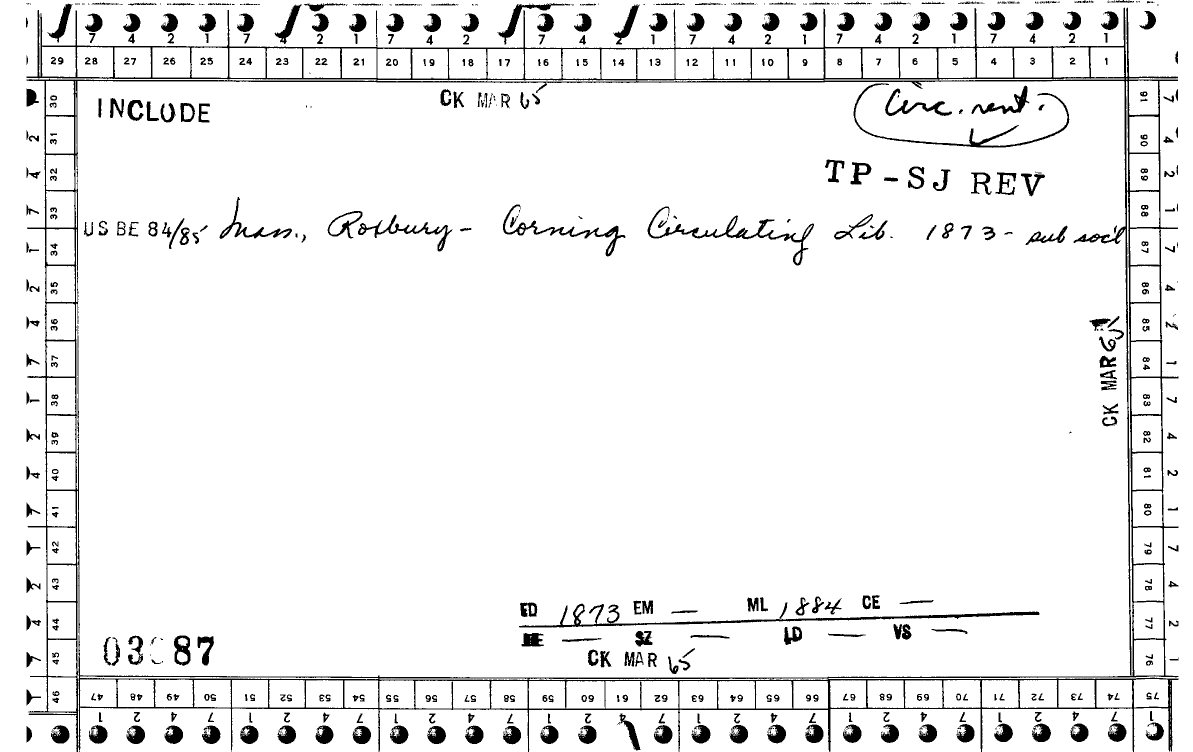 7 4 2 1 7 4 2 1 7 4 2 1 7 4 2 1 7 4 2 1 7 4 2 1 7 4 2 1
29 28 27 26 25 24 23 22 21 20 19 18 17 16 15 14 13 12 11 10 9 8 7 6 5 4 3 2 1
INCLUDE
CK MAR 65
Circ. rent.
TP-SJ REV
US BE 84/85 Mass., Roxbury - Corning Circulating Lib. 1873 - sub soc'l
CK MAR 65
ED 1873 EM — ML 1884 CE —
SZ — LD — VS —
CK MAR 65
87
30 31 32 33 34 35 36 37 38 39 40 41 42 43 44 45 46
91 90 89 88 87 86 85 84 83 82 81 80 79 78 77 76 75
47 48 49 50 51 52 53 54 55 56 57 58 59 60 61 62 63 64 65 66 67 68 69 70 71 72 73 74
1 2 4 7 1 2 4 7 1 2 4 7 1 2 4 7 1 2 4 7 1 2 4 7 1 2 4 7